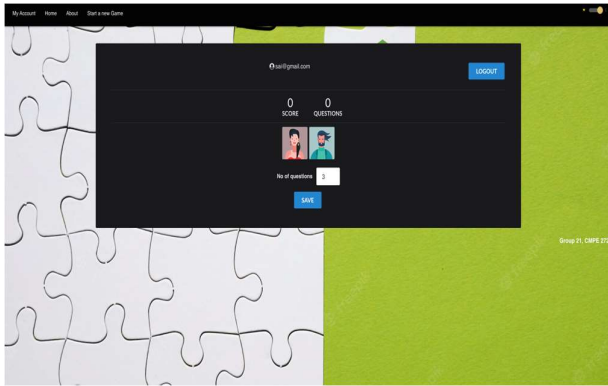 My Account Home About Start a new Game
sai@gmail.com
LOGOUT
0 0
SCORE QUESTIONS
No of questions 3
SAVE
Group 21, CMPE 272